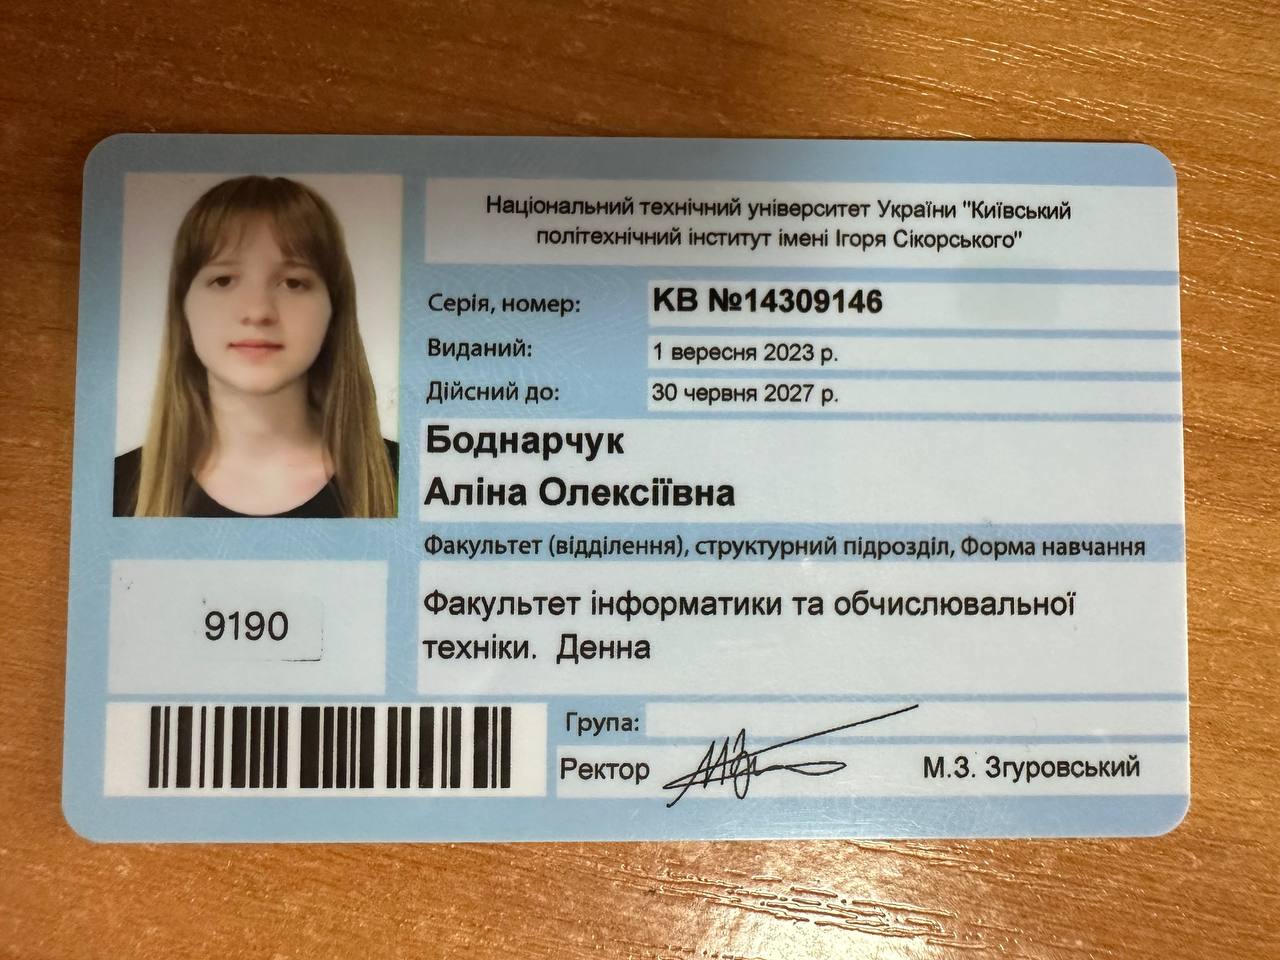 Національний технічний університет України "Київський
політехнічний інститут імені Ігоря Сікорського"
Серія, номер: КВ №14309146
Виданий: 1 вересня 2023 р.
Дійсний до: 30 червня 2027 р.
Боднарчук
Аліна Олексіївна
Факультет (відділення), структурний підрозділ, Форма навчання
Факультет інформатики та обчислювальної
техніки. Денна
9190
Група:
Ректор М.З. Згуровський